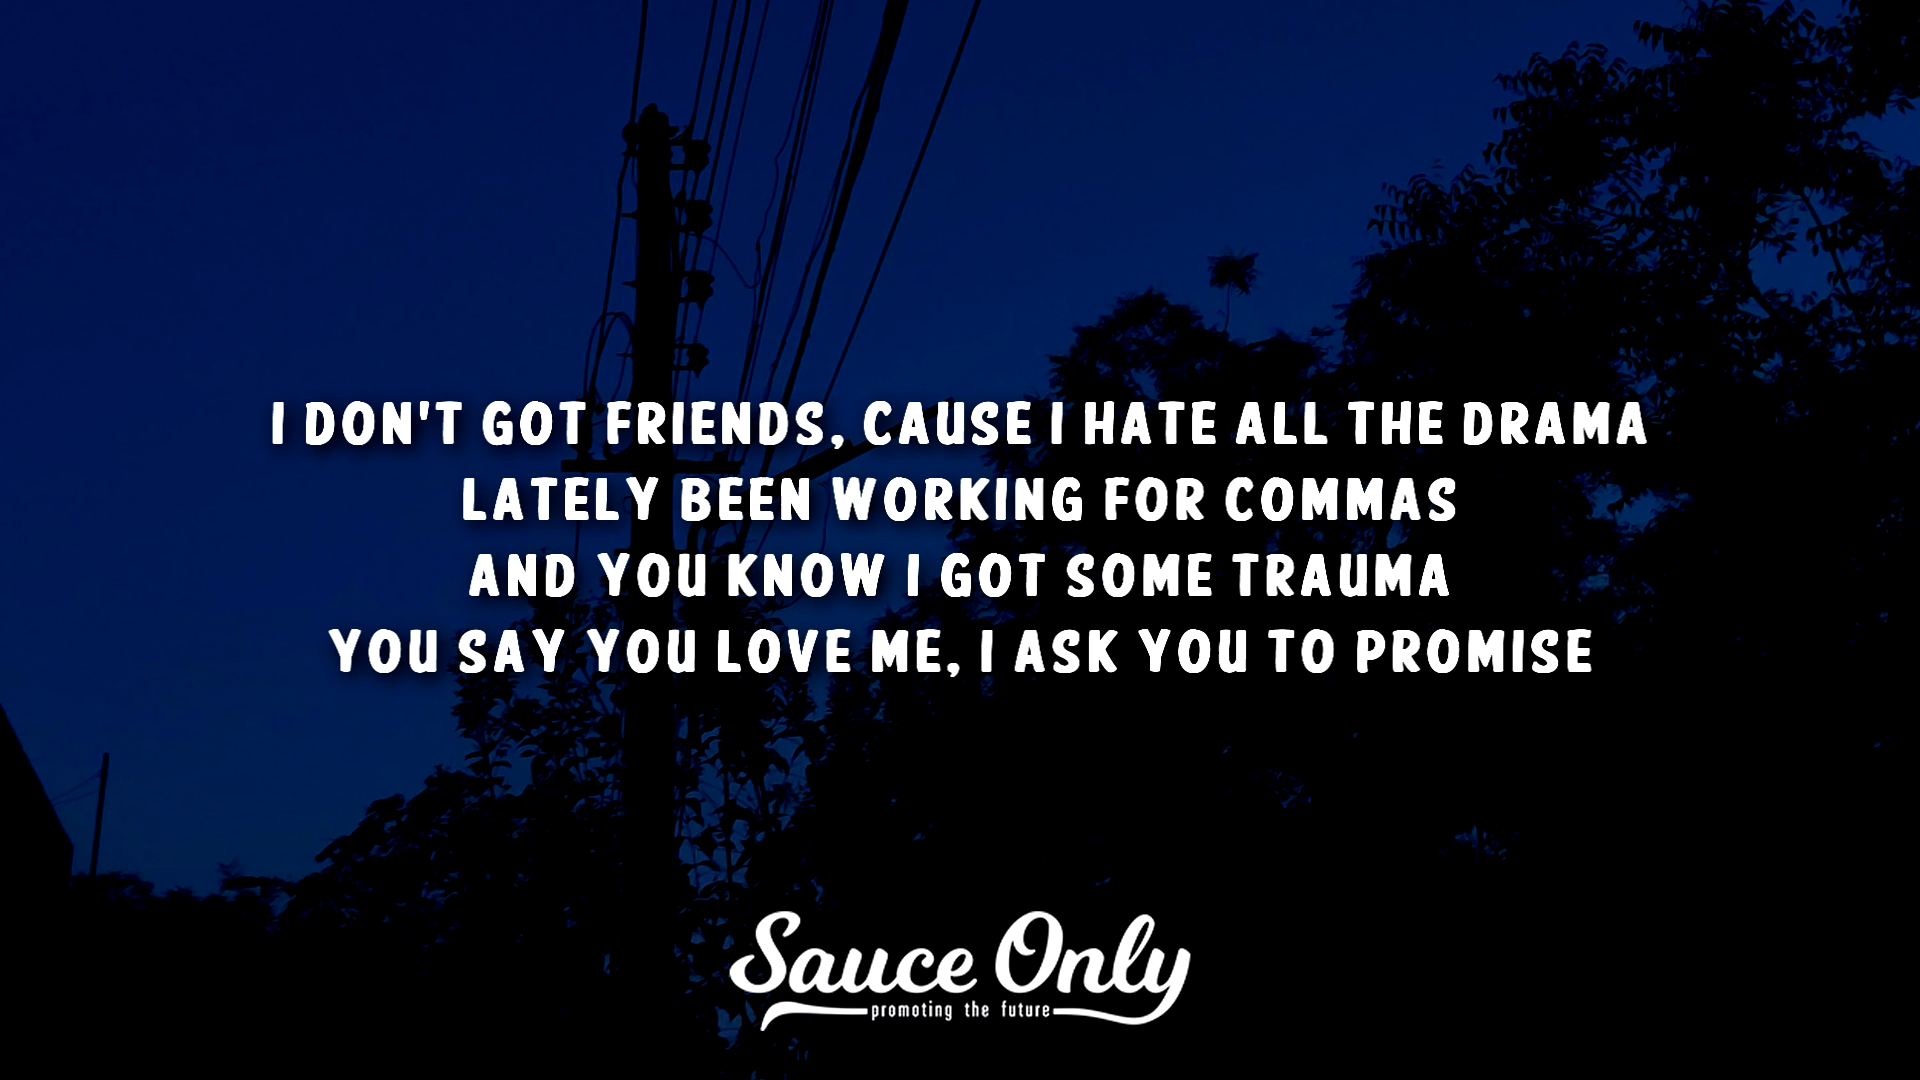 I DON'T GOT FRIENDS, CAUSE I HATE ALL THE DRAMA
LATELY BEEN WORKING FOR COMMAS
AND YOU KNOW I GOT SOME TRAUMA
YOU SAY YOU LOVE ME, I ASK YOU TO PROMISE
Sauce Only
promoting the future